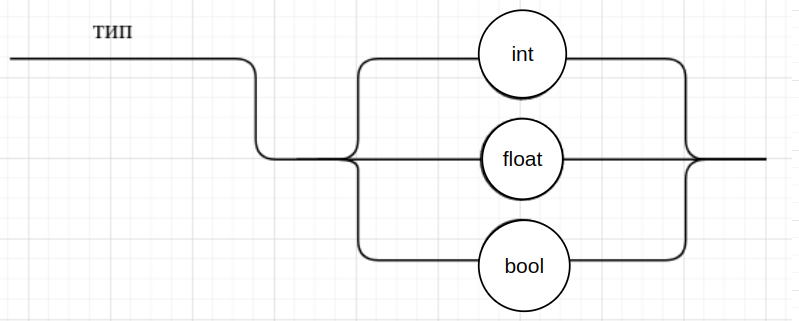 тип
int
float
bool